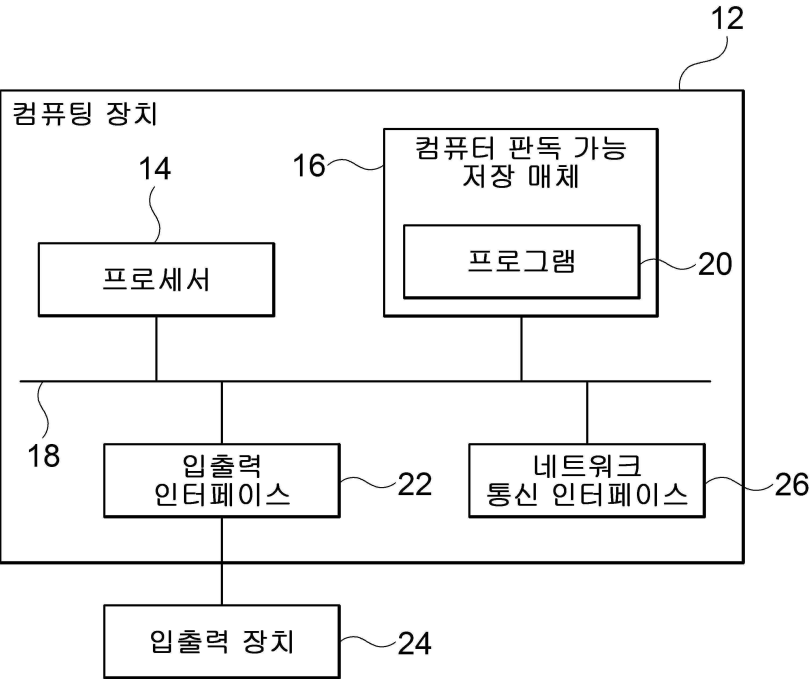 12
컴퓨팅 장치
16
컴퓨터 판독 가능
저장 매체
14
프로세서
프로그램
20
18
입출력
인터페이스
22
네트워크
통신 인터페이스
26
입출력 장치
24